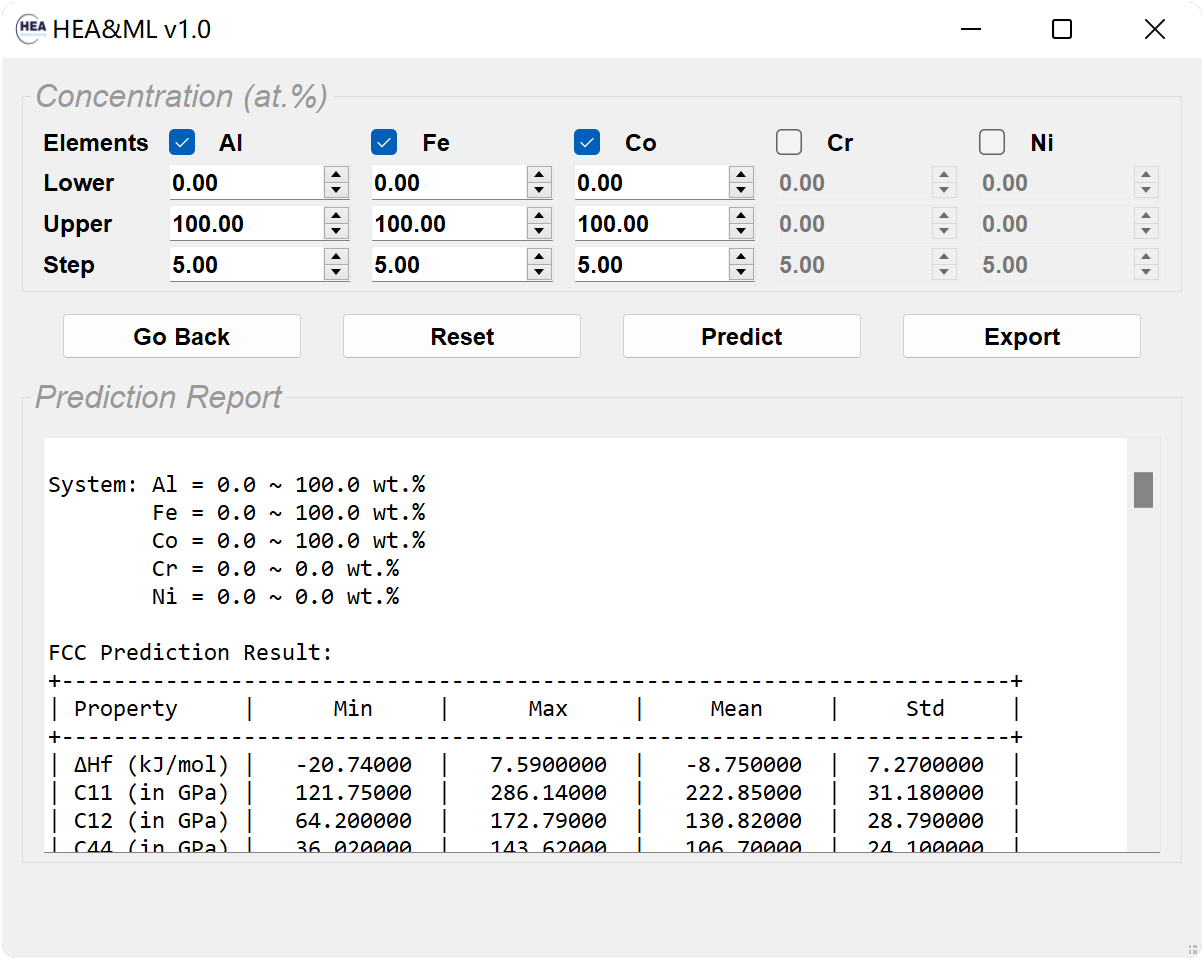 HEA HEA&ML v1.0
Concentration (at.%)
Elements Al Fe Co Cr Ni
Lower 0.00 0.00 0.00 0.00 0.00
Upper 100.00 100.00 100.00 0.00 0.00
Step 5.00 5.00 5.00 5.00 5.00
Go Back Reset Predict Export
Prediction Report
System: Al = 0.0 ~ 100.0 wt.%
Fe = 0.0 ~ 100.0 wt.%
Co = 0.0 ~ 100.0 wt.%
Cr = 0.0 ~ 0.0 wt.%
Ni = 0.0 ~ 0.0 wt.%
FCC Prediction Result:
+-------------------------------------------------------------------------+
| Property | Min | Max | Mean | Std |
+-------------------------------------------------------------------------+
| ΔHf (kJ/mol) | -20.74000 | 7.5900000 | -8.750000 | 7.2700000 |
| C11 (in GPa) | 121.75000 | 286.14000 | 222.85000 | 31.180000 |
| C12 (in GPa) | 64.200000 | 172.79000 | 130.82000 | 28.790000 |
| C44 (in GPa) | 36.020000 | 143.62000 | 106.70000 | 24.100000 |